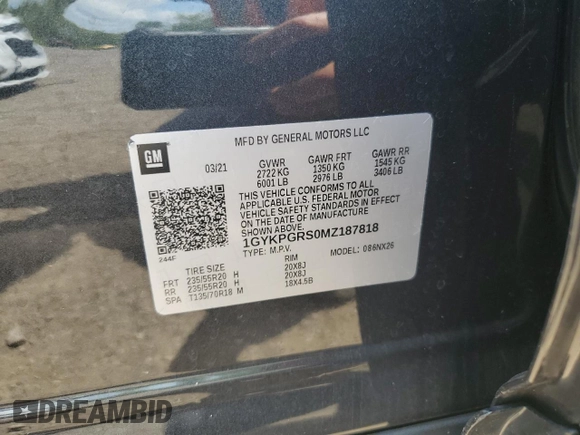 MFD BY GENERAL MOTORS LLC
GM
03/21
GVWR GAWR FRT GAWR RR
2722 KG 1350 KG 1545 KG
6001 LB 2976 LB 3406 LB
THIS VEHICLE CONFORMS TO ALL
APPLICABLE U.S. FEDERAL MOTOR
VEHICLE SAFETY STANDARDS IN EFFECT
ON THE DATE OF MANUFACTURE
SHOWN ABOVE.
1GYKPGRS0MZ187818
TYPE: M.P.V. MODEL: 086NX26
244F
TIRE SIZE RIM
FRT 235/55R20 H 20X8J
RR 235/55R20 H 20X8J
SPA T135/70R18 M 18X4.5B
DREAMBID